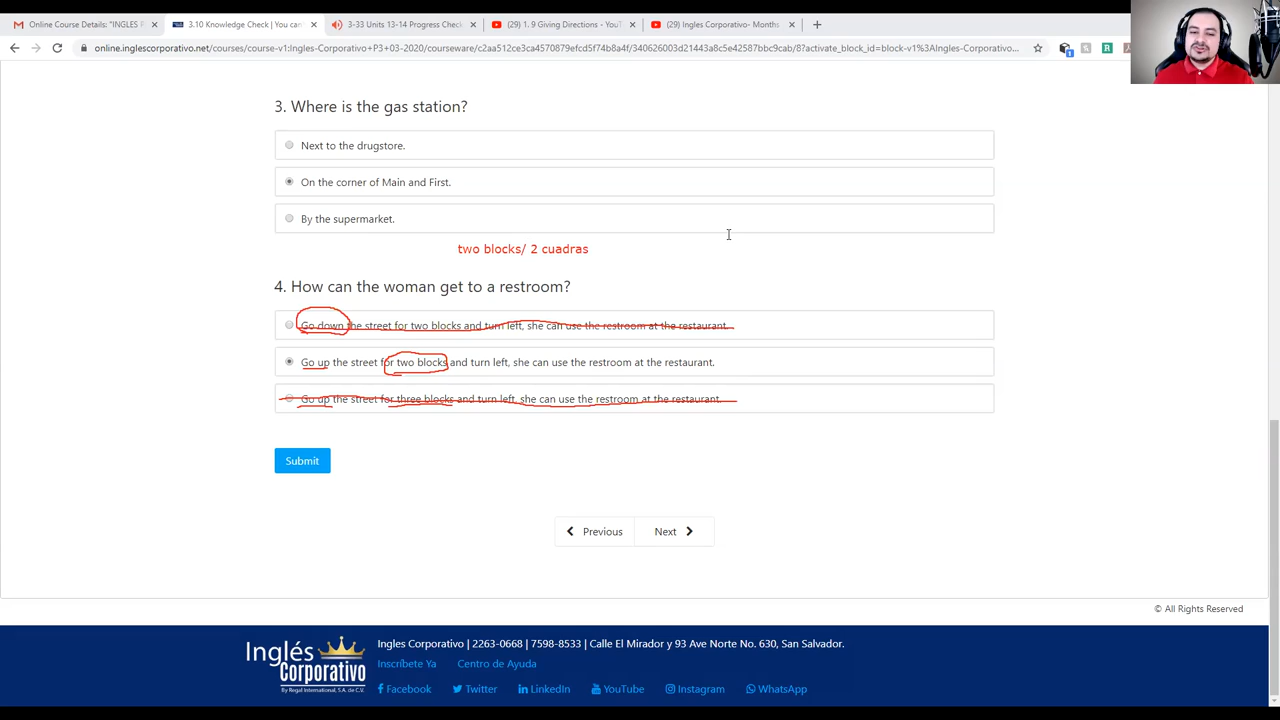 Online Course Details: "INGLES P
3.10 Knowledge Check | You can
3-33 Units 13-14 Progress Check
(29) 1. 9 Giving Directions - YouT
(29) Ingles Corporativo- Months
online.inglescorporativo.net/courses/course-v1:Ingles-Corporativo+P3+03-2020/courseware/c2aa512ce3ca4570879efcd5f74b8a4f/340626003d21443a8c5e42587bbc9cab/8?activate_block_id=block-v1%3AIngles-Corporativo...
3. Where is the gas station?
Next to the drugstore.
On the corner of Main and First.
By the supermarket.
two blocks/ 2 cuadras
4. How can the woman get to a restroom?
Go down the street for two blocks and turn left, she can use the restroom at the restaurant.
Go up the street for two blocks and turn left, she can use the restroom at the restaurant.
Go up the street for three blocks and turn left, she can use the restroom at the restaurant.
Submit
Previous
Next
© All Rights Reserved
Inglés
Corporativo
By Regal International, S.A. de C.V.
Ingles Corporativo | 2263-0668 | 7598-8533 | Calle El Mirador y 93 Ave Norte No. 630, San Salvador.
Inscríbete Ya
Centro de Ayuda
Facebook
Twitter
LinkedIn
YouTube
Instagram
WhatsApp